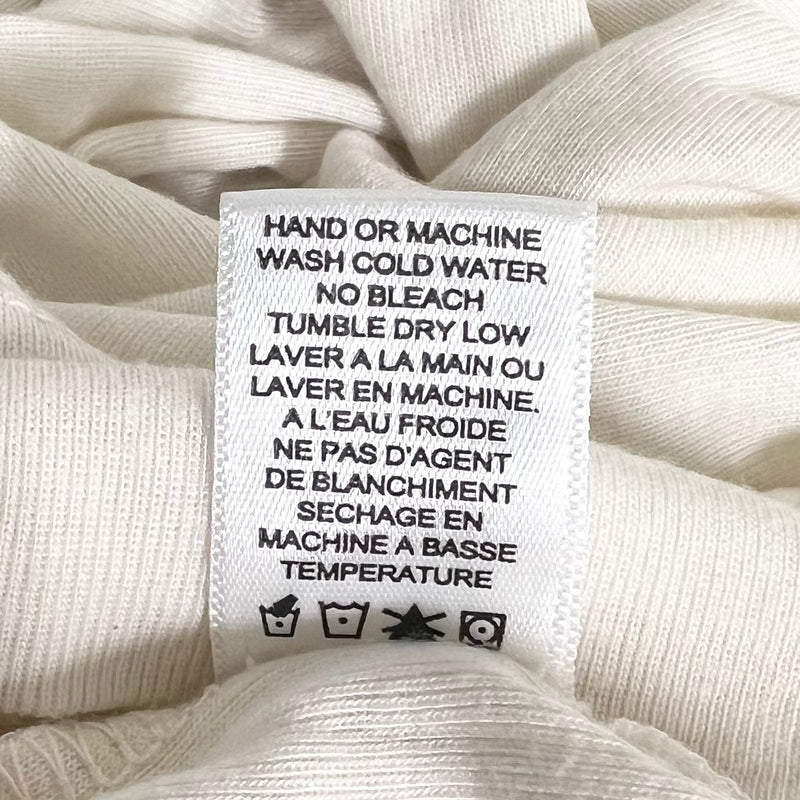 HAND OR MACHINE
WASH COLD WATER
NO BLEACH
TUMBLE DRY LOW
LAVER A LA MAIN OU
LAVER EN MACHINE.
A L'EAU FROIDE
NE PAS D'AGENT
DE BLANCHIMENT
SECHAGE EN
MACHINE A BASSE
TEMPERATURE